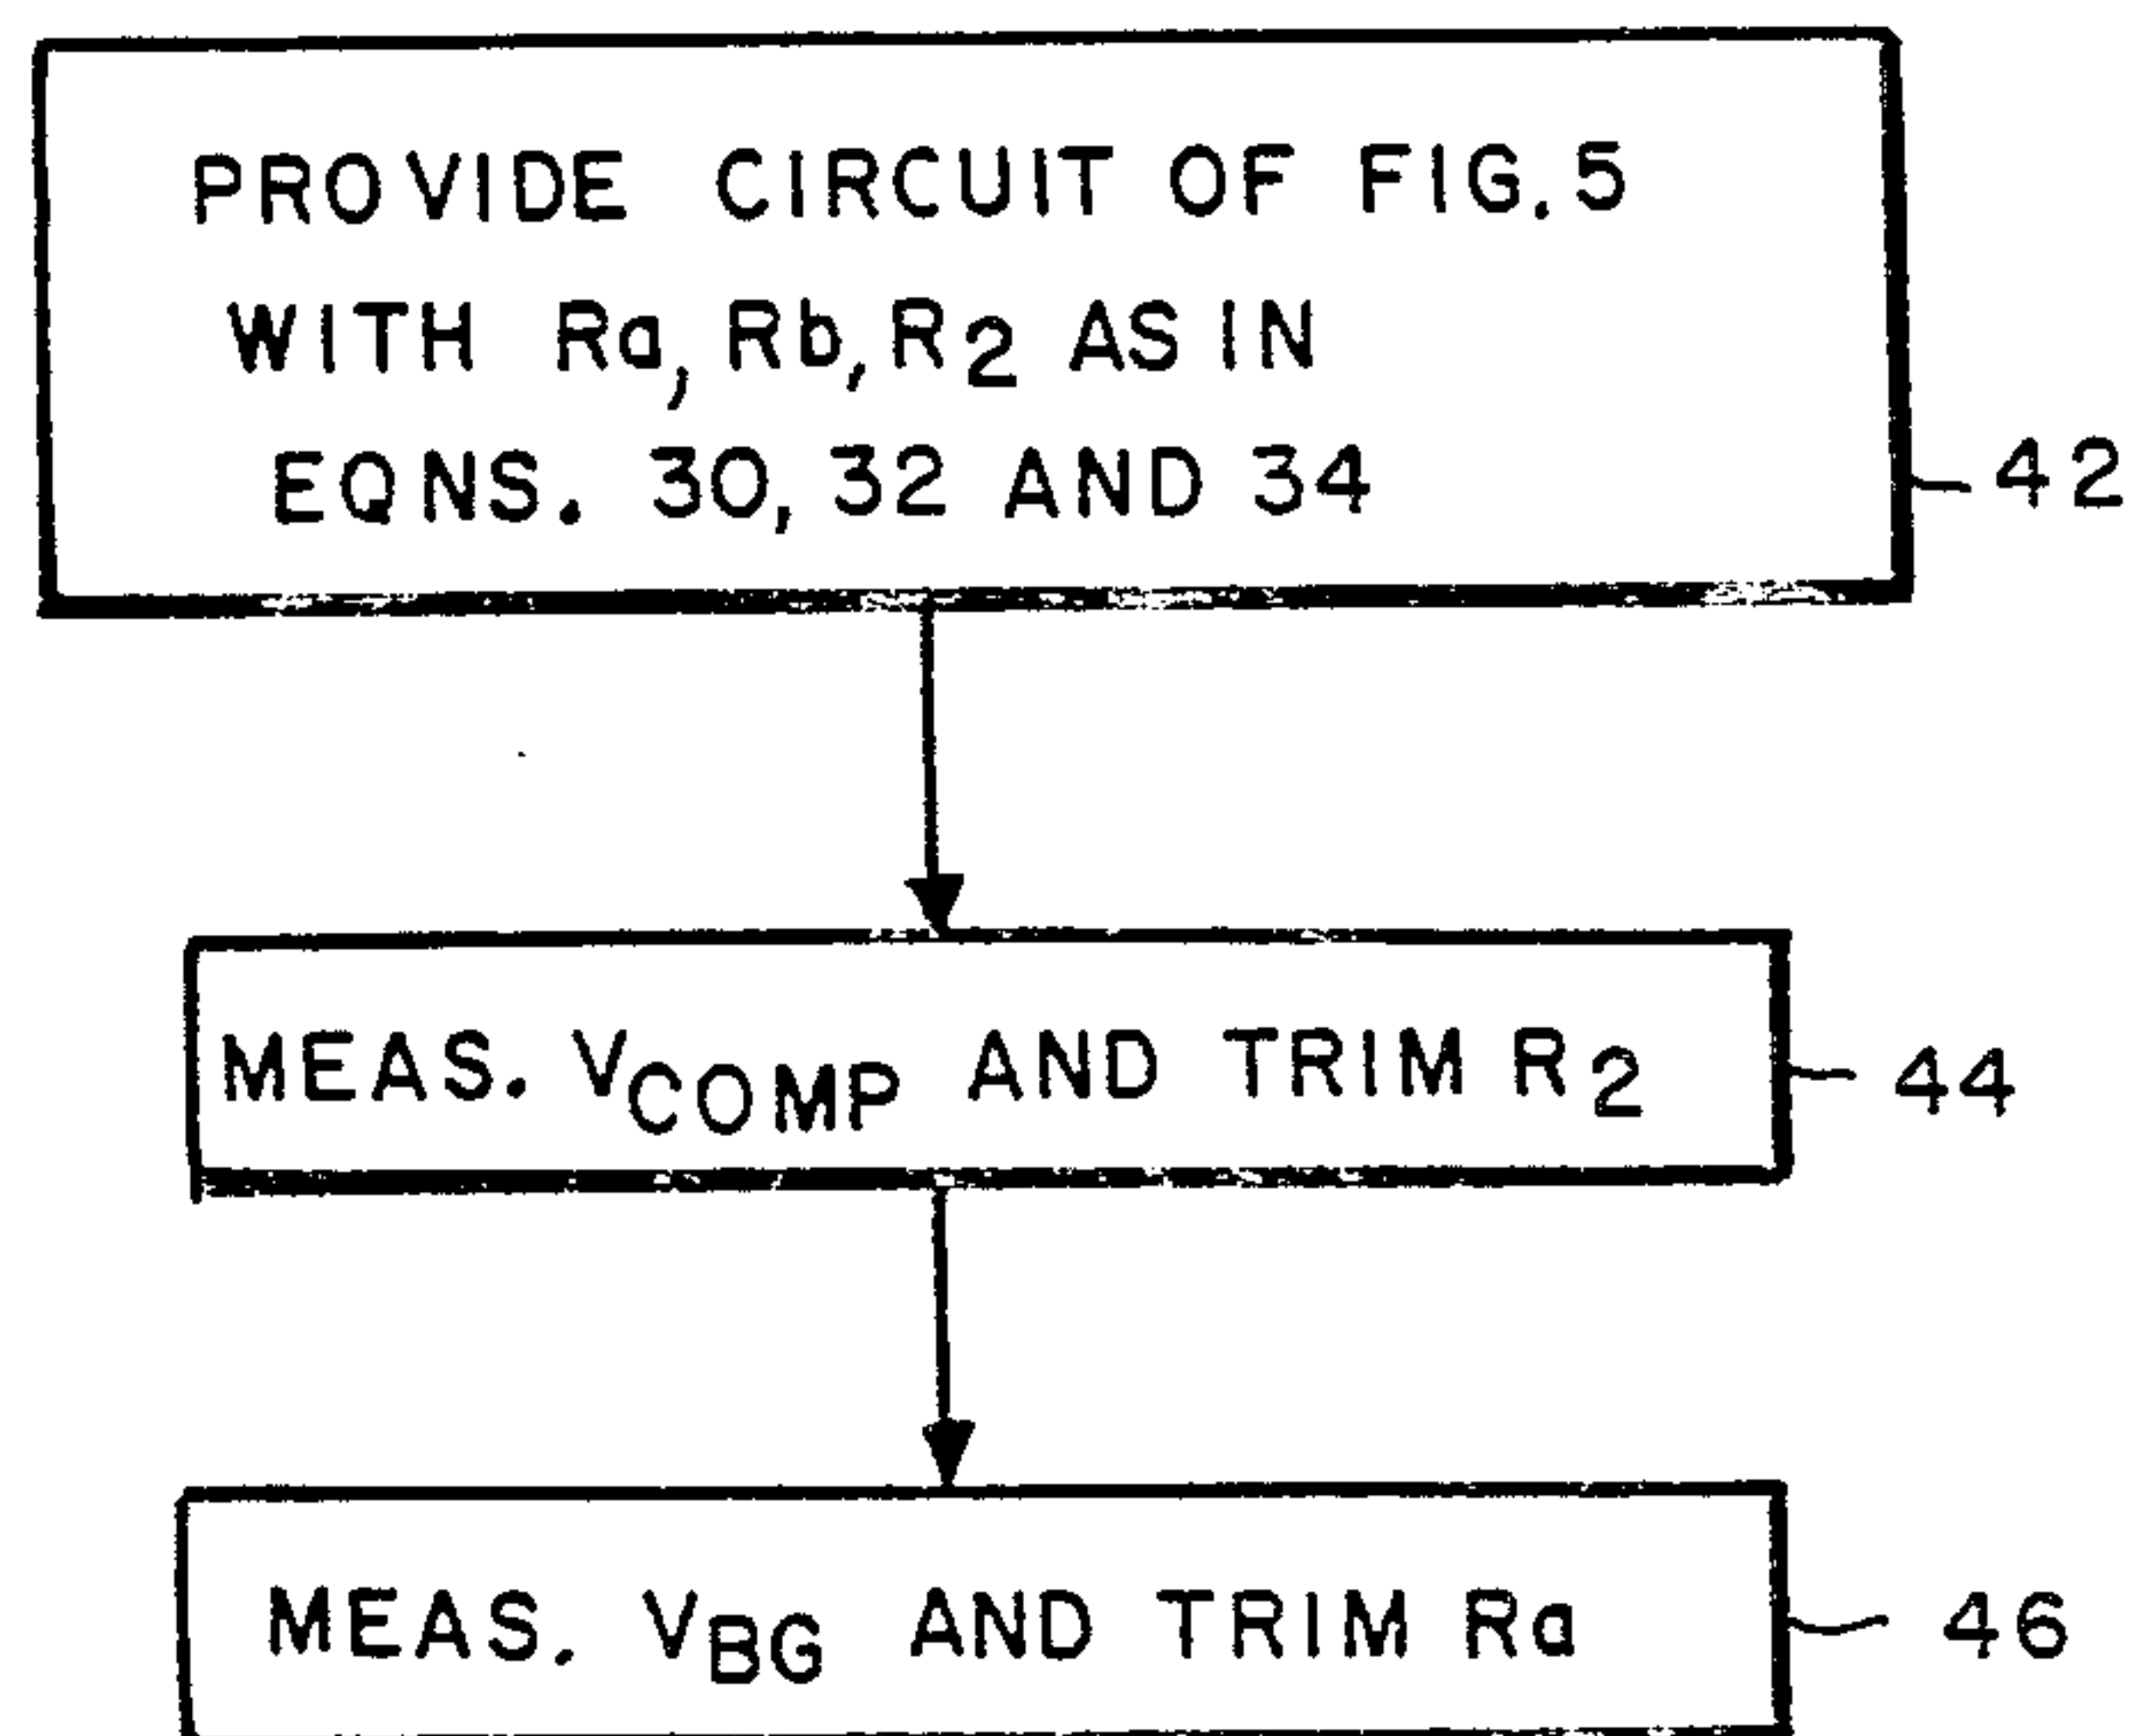 PROVIDE CIRCUIT OF FIG. 5
WITH Ra, Rb, R2 AS IN
EQNS. 30, 32 AND 34
42
MEAS. VCOMP AND TRIM R2
44
MEAS. VBG AND TRIM Ra
46